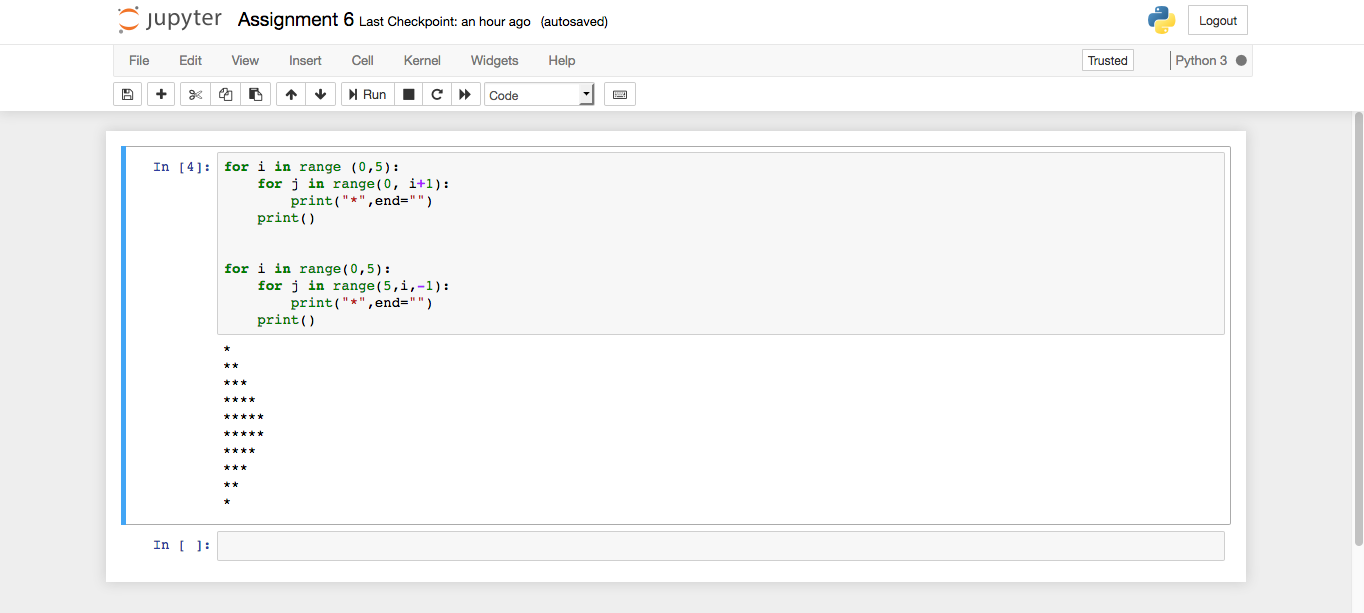 jupyter Assignment 6 Last Checkpoint: an hour ago (autosaved) Logout
File Edit View Insert Cell Kernel Widgets Help Trusted Python 3
Run Code
In [4]: for i in range (0,5):
    for j in range(0, i+1):
        print("*",end="")
    print()


for i in range(0,5):
    for j in range(5,i,-1):
        print("*",end="")
    print()
*
**
***
****
*****
*****
****
***
**
*
In [ ]: